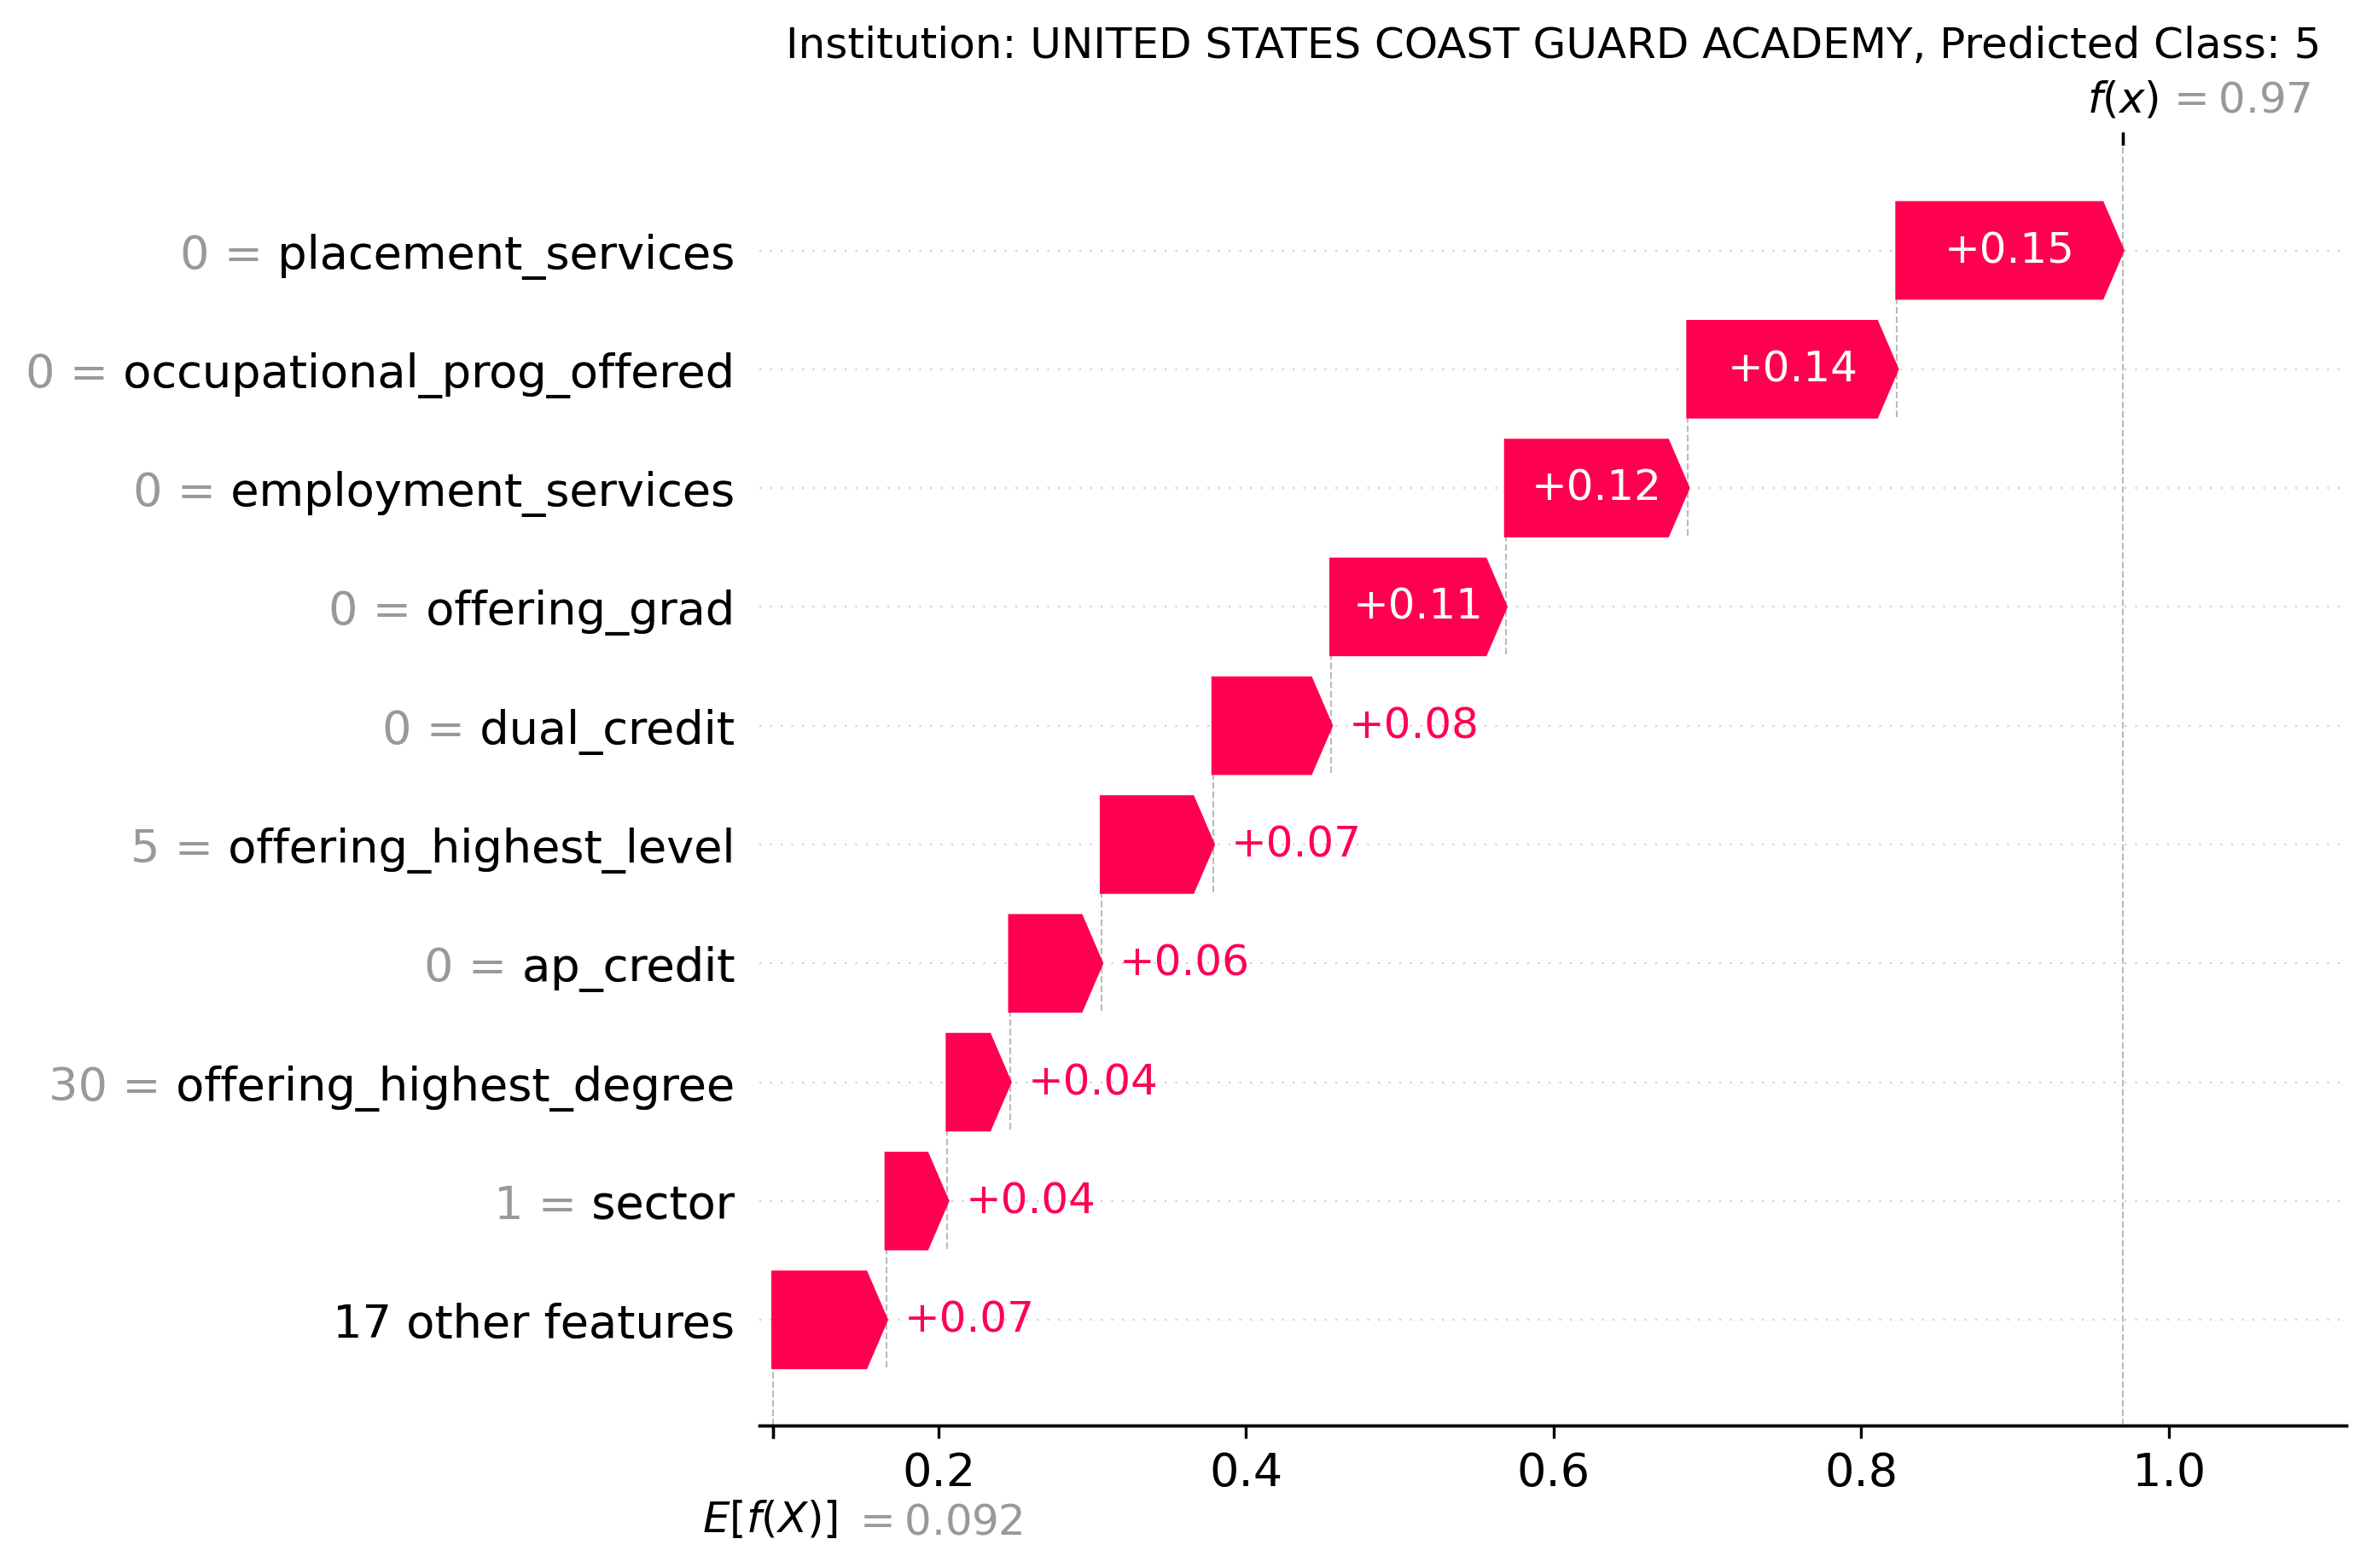 Institution: UNITED STATES COAST GUARD ACADEMY, Predicted Class: 5
f(x) = 0.97
0 = placement_services +0.15
0 = occupational_prog_offered +0.14
0 = employment_services +0.12
0 = offering_grad +0.11
0 = dual_credit +0.08
5 = offering_highest_level +0.07
0 = ap_credit +0.06
30 = offering_highest_degree +0.04
1 = sector +0.04
17 other features +0.07
0.2 0.4 0.6 0.8 1.0
E[f(X)] = 0.092